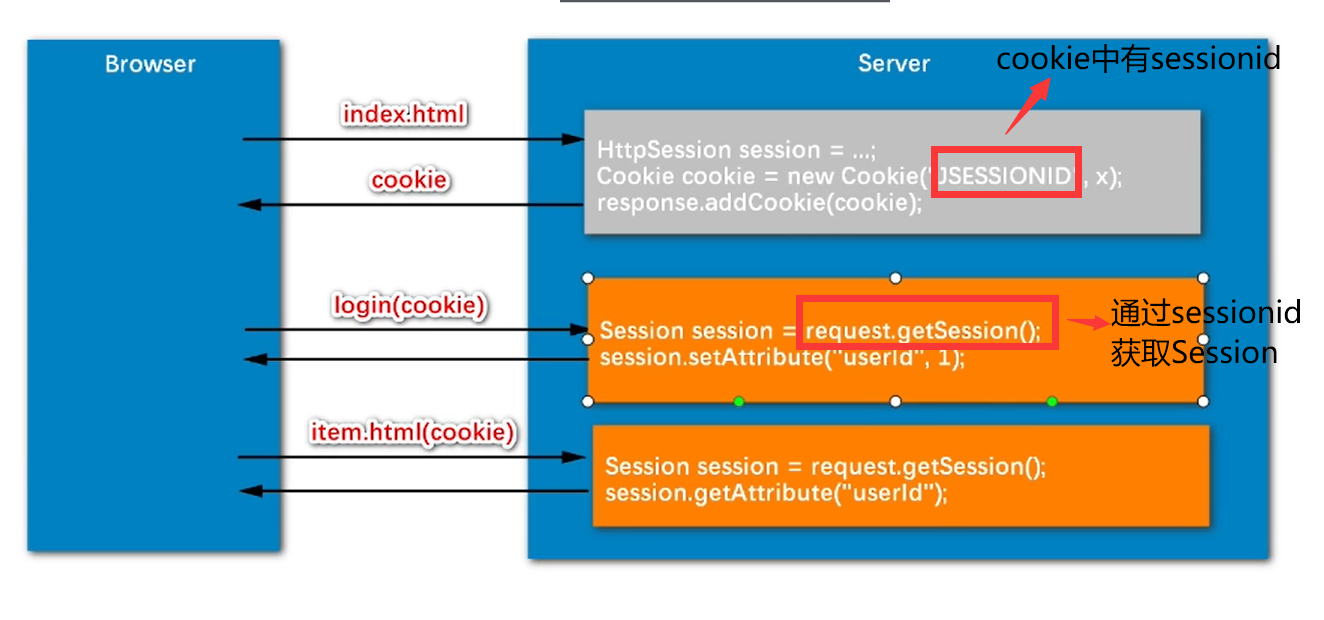 Browser
Server
cookie中有sessionid
index.html
HttpSession session = ...;
Cookie cookie = new Cookie("JSESSIONID", x);
response.addCookie(cookie);
cookie
login(cookie)
Session session = request.getSession();
session.setAttribute("userId", 1);
通过sessionid
获取Session
item.html(cookie)
Session session = request.getSession();
session.getAttribute("userId");